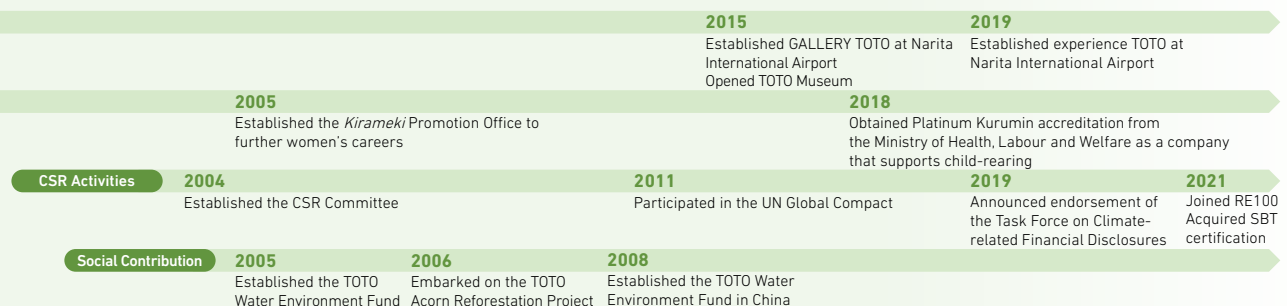 2015
Established GALLERY TOTO at Narita
International Airport
Opened TOTO Museum
2019
Established experience TOTO at
Narita International Airport
2005
Established the Kirameki Promotion Office to
further women's careers
2018
Obtained Platinum Kurumin accreditation from
the Ministry of Health, Labour and Welfare as a company
that supports child-rearing
CSR Activities
2004
Established the CSR Committee
2011
Participated in the UN Global Compact
2019
Announced endorsement of
the Task Force on Climate-
related Financial Disclosures
2021
Joined RE100
Acquired SBT
certification
Social Contribution
2005
Established the TOTO
Water Environment Fund
2006
Embarked on the TOTO
Acorn Reforestation Project
2008
Established the TOTO Water
Environment Fund in China